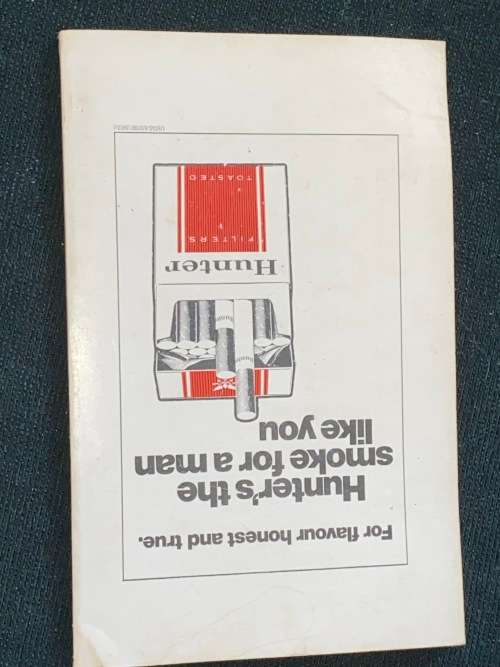 For flavour honest and true.
Hunter's the
smoke for a man
like you
Hunter
FILTERS
TOASTED